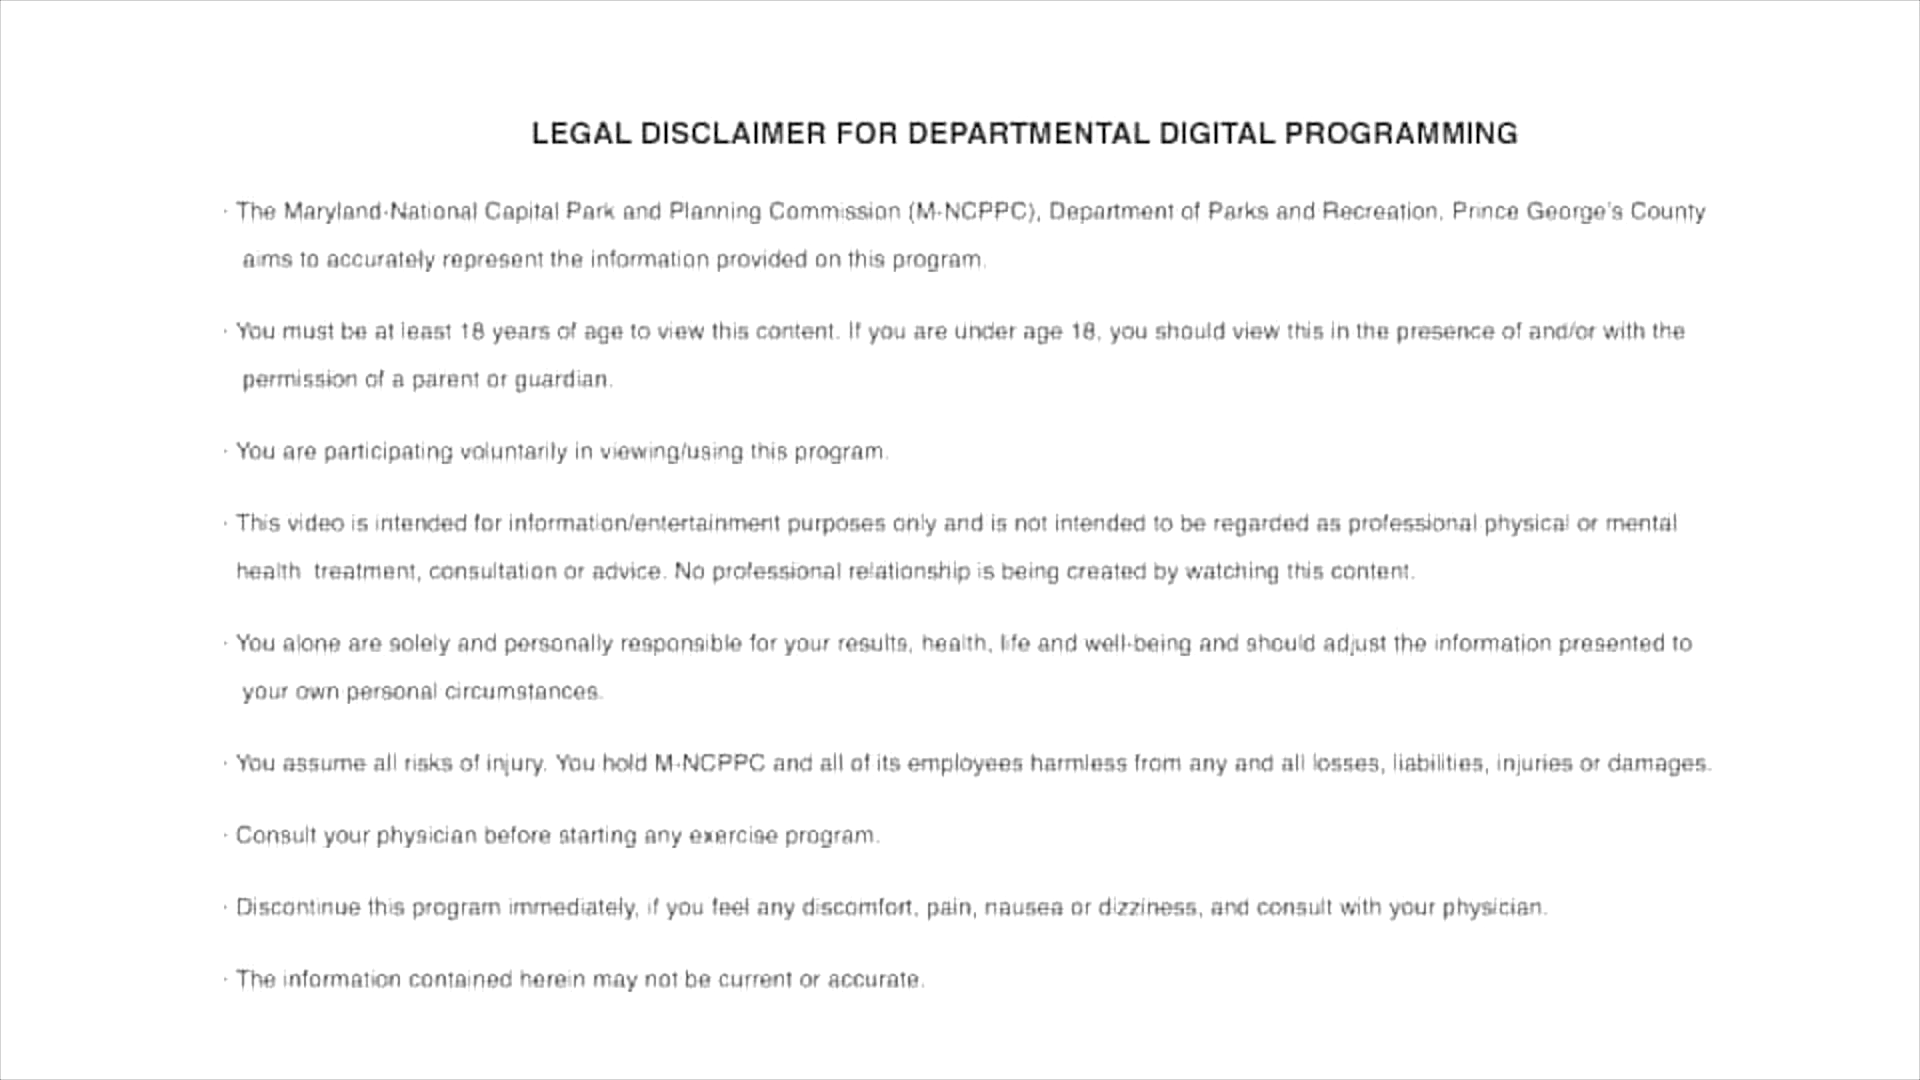 LEGAL DISCLAIMER FOR DEPARTMENTAL DIGITAL PROGRAMMING
· The Maryland-National Capital Park and Planning Commission (M-NCPPC), Department of Parks and Recreation, Prince George's County
aims to accurately represent the information provided on this program.
· You must be at least 18 years of age to view this content. If you are under age 18, you should view this in the presence of and/or with the
permission of a parent or guardian.
· You are participating voluntarily in viewing/using this program.
· This video is intended for information/entertainment purposes only and is not intended to be regarded as professional physical or mental
health treatment, consultation or advice. No professional relationship is being created by watching this content.
· You alone are solely and personally responsible for your results, health, life and well-being and should adjust the information presented to
your own personal circumstances.
· You assume all risks of injury. You hold M-NCPPC and all of its employees harmless from any and all losses, liabilities, injuries or damages.
· Consult your physician before starting any exercise program.
· Discontinue this program immediately, if you feel any discomfort, pain, nausea or dizziness, and consult with your physician.
· The information contained herein may not be current or accurate.